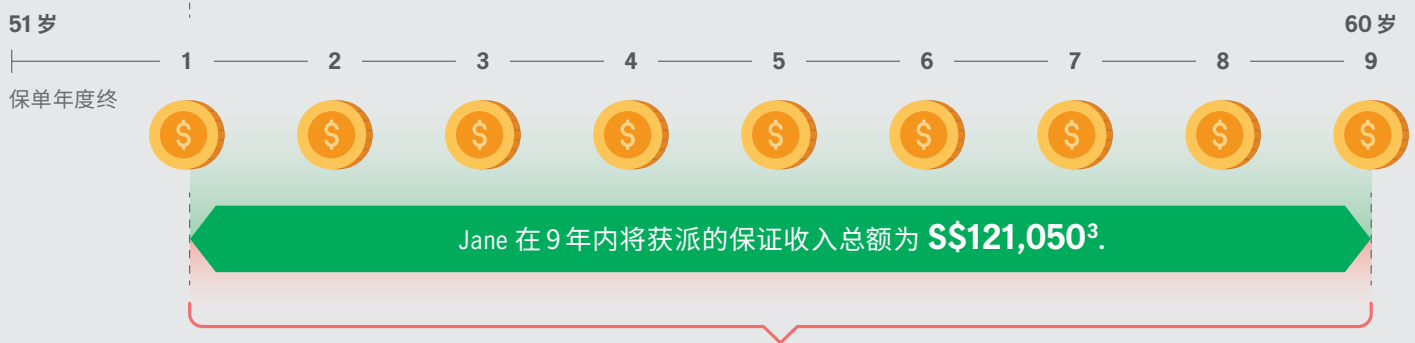 51 岁
60 岁
1 2 3 4 5 6 7 8 9
保单年度终
$ $ $ $ $ $ $ $ $
Jane 在 9 年内将获派的保证收入总额为 S$121,050³.